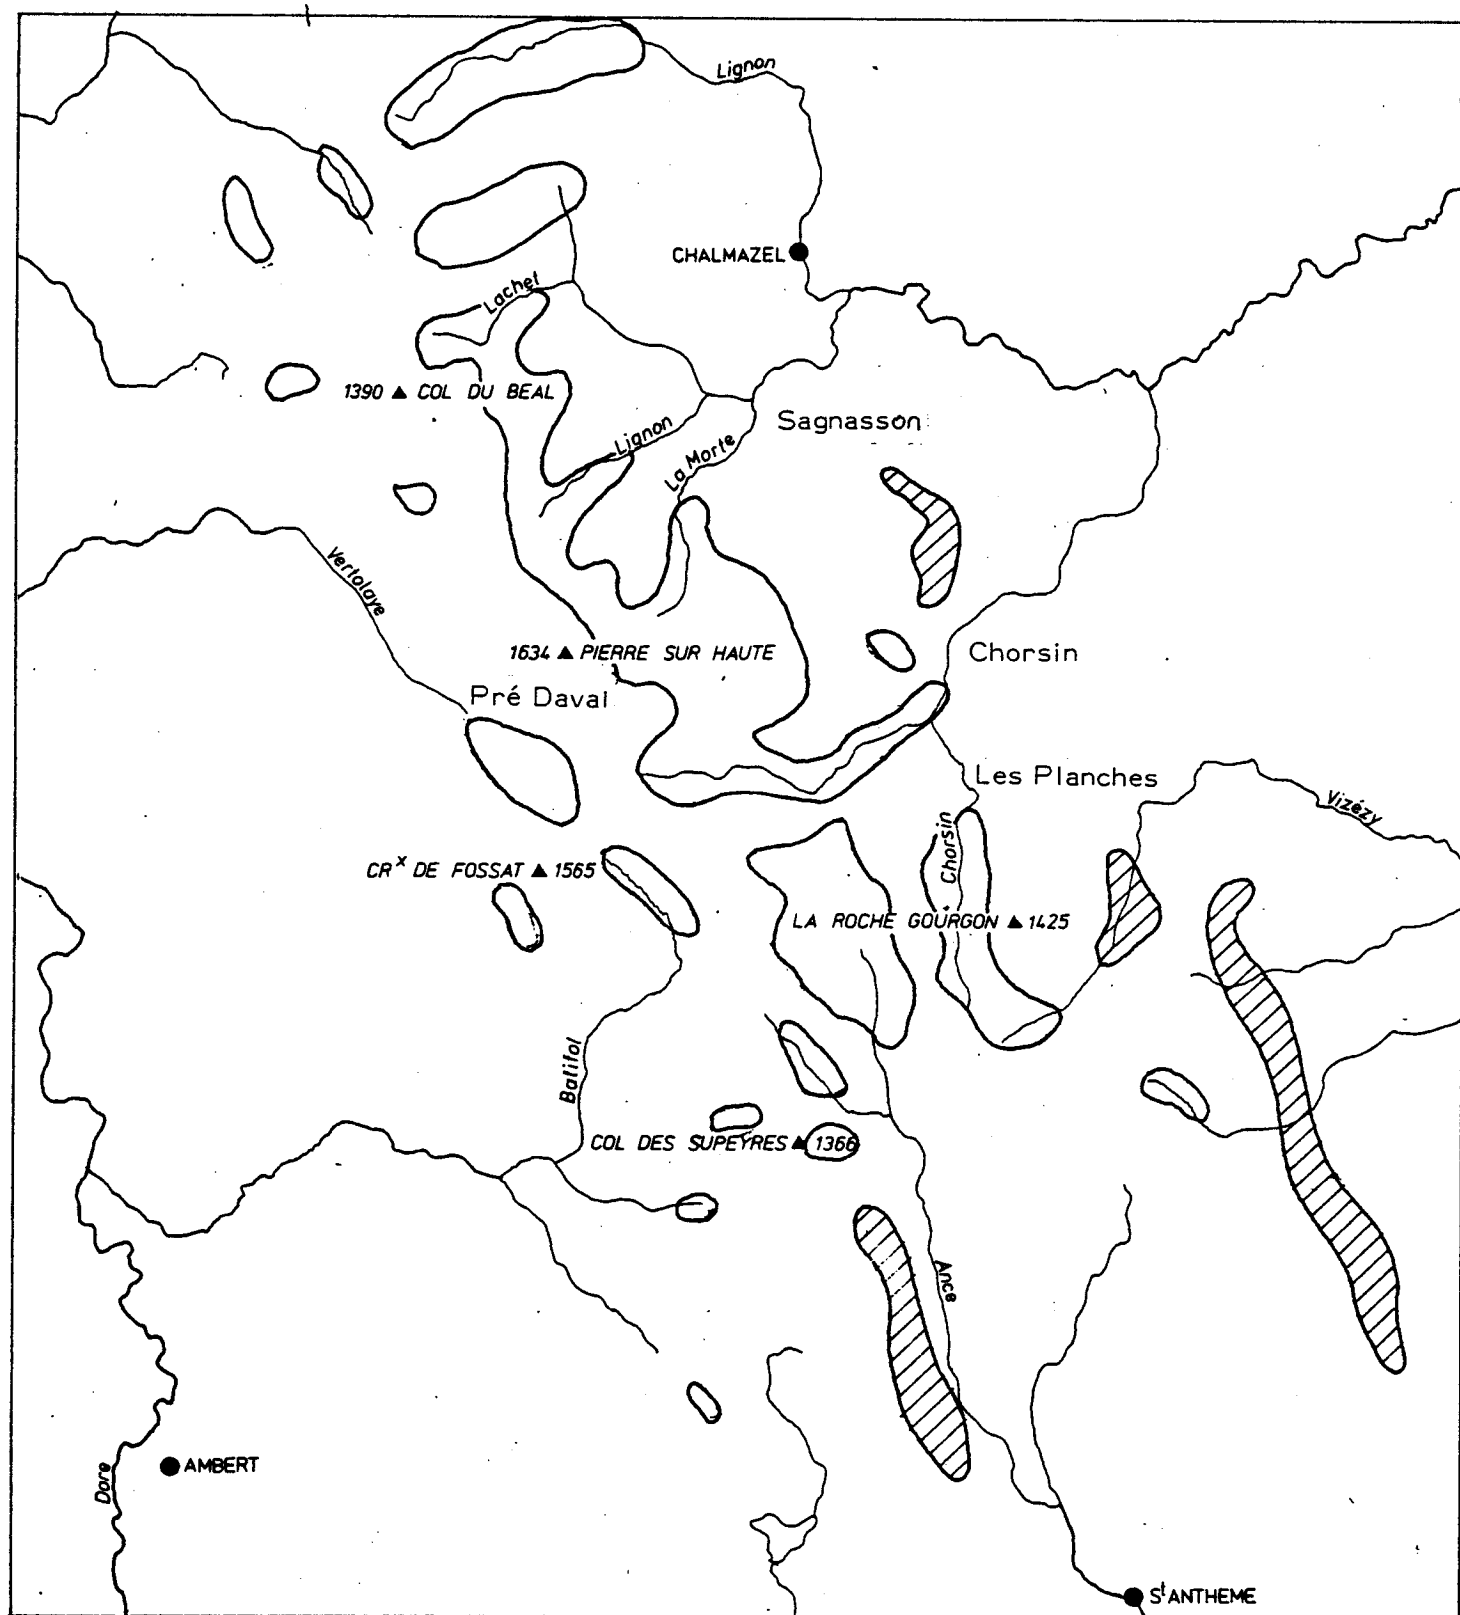 Lignon
CHALMAZEL
Lachet
1390 ▲ COL DU BEAL
Lignon
La Morte
Sagnasson
Vertolaye
1634 ▲ PIERRE SUR HAUTE
Chorsin
Pré Daval
Les Planches
Vizézy
Chorsin
CRˣ DE FOSSAT ▲ 1565
LA ROCHE GOURGON ▲ 1425
Batifol
COL DES SUPEYRES ▲ 1366
Ance
Dore
AMBERT
Sᵗ ANTHEME